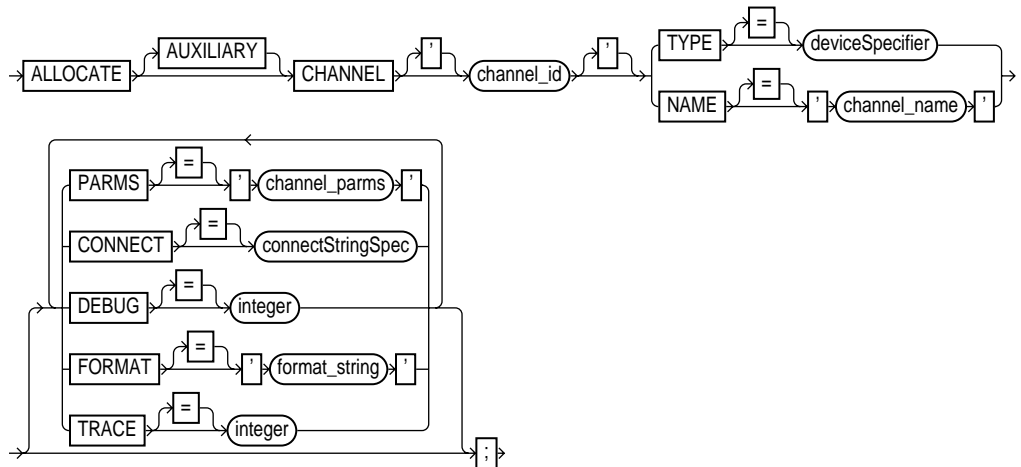 ALLOCATE AUXILIARY CHANNEL ' channel_id ' TYPE = deviceSpecifier
NAME = ' channel_name '
PARMS = ' channel_parms '
CONNECT = connectStringSpec
DEBUG = integer
FORMAT = ' format_string '
TRACE = integer
;